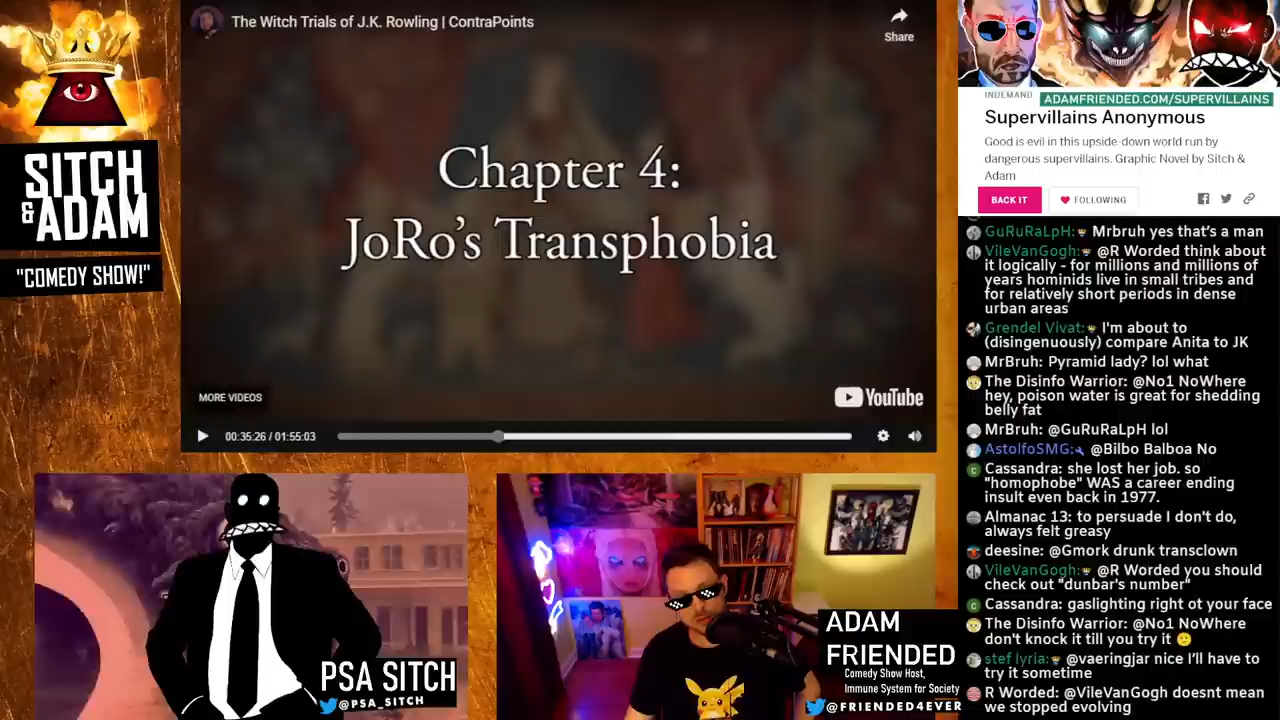 The Witch Trials of J.K. Rowling | ContraPoints
Share
Chapter 4:
JoRo's Transphobia
MORE VIDEOS
YouTube
00:35:26 / 01:55:03
SITCH
& ADAM
"COMEDY SHOW!"
PSA SITCH
@PSA_SITCH
ADAM
FRIENDED
Comedy Show Host,
Immune System for Society
@FRIENDED4EVER
INDEMAND
ADAMFRIENDED.COM/SUPERVILLAINS
Supervillains Anonymous
Good is evil in this upside-down world run by
dangerous supervillains. Graphic Novel by Sitch &
Adam
BACK IT
FOLLOWING
GuRuRaLpH: Mrbruh yes that's a man
VileVanGogh: @R Worded think about
it logically - for millions and millions of
years hominids live in small tribes and
for relatively short periods in dense
urban areas
Grendel Vivat: I'm about to
(disingenuously) compare Anita to JK
MrBruh: Pyramid lady? lol what
The Disinfo Warrior: @No1 NoWhere
hey, poison water is great for shedding
belly fat
MrBruh: @GuRuRaLpH lol
AstolfoSMG: @Bilbo Balboa No
Cassandra: she lost her job. so
"homophobe" WAS a career ending
insult even back in 1977.
Almanac 13: to persuade I don't do,
always felt greasy
deesine: @Gmork drunk transclown
VileVanGogh: @R Worded you should
check out "dunbar's number"
Cassandra: gaslighting right ot your face
The Disinfo Warrior: @No1 NoWhere
don't knock it till you try it
stef lyria: @vaeringjar nice I'll have to
try it sometime
R Worded: @VileVanGogh doesnt mean
we stopped evolving